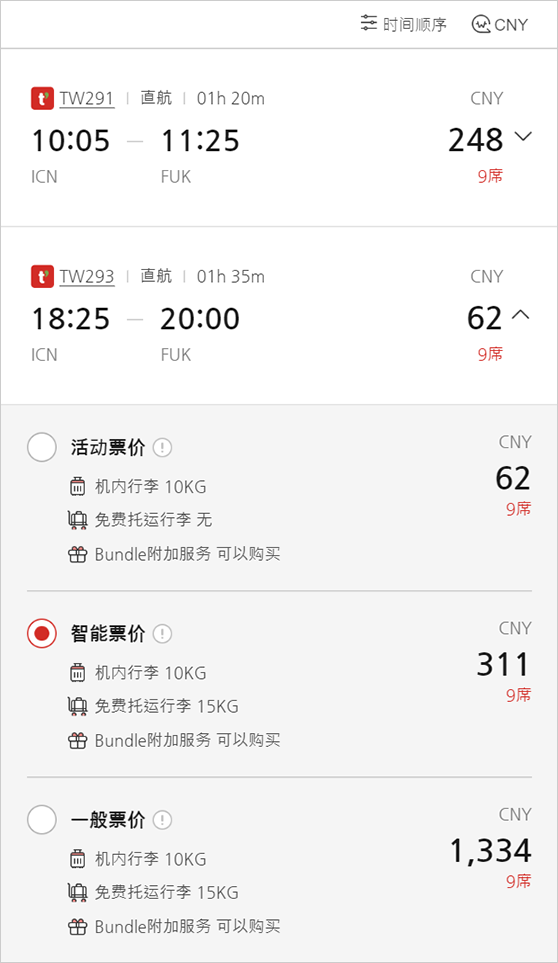 时间顺序 CNY
TW291 直航 01h 20m CNY
10:05 — 11:25 248
ICN FUK 9席
TW293 直航 01h 35m CNY
18:25 — 20:00 62
ICN FUK 9席
活动票价 CNY
机内行李 10KG 62
免费托运行李 无 9席
Bundle附加服务 可以购买
智能票价 CNY
机内行李 10KG 311
免费托运行李 15KG 9席
Bundle附加服务 可以购买
一般票价 CNY
机内行李 10KG 1,334
免费托运行李 15KG 9席
Bundle附加服务 可以购买